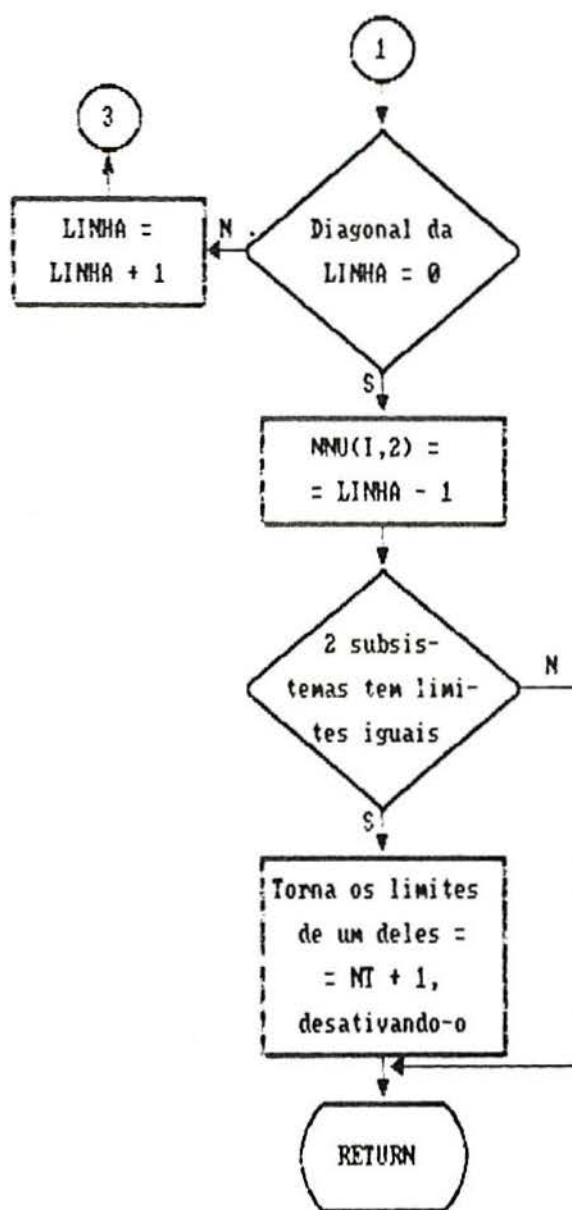 1
3
LINHA =
LINHA + 1
N
Diagonal da
LINHA = 0
S
NNU(I,2) =
= LINHA - 1
2 subsis-
temas tem limi-
tes iguais
N
S
Torna os limites
de um deles =
= NT + 1,
desativando-o
RETURN